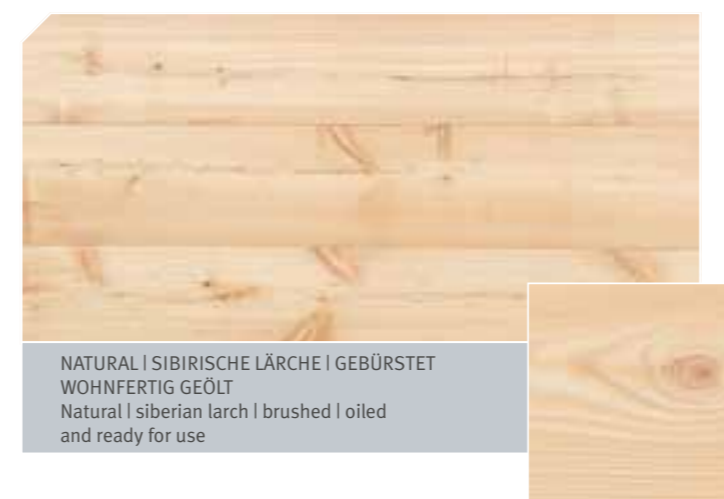 NATURAL | SIBIRISCHE LÄRCHE | GEBÜRSTET
WOHNFERTIG GEÖLT
Natural | siberian larch | brushed | oiled
and ready for use